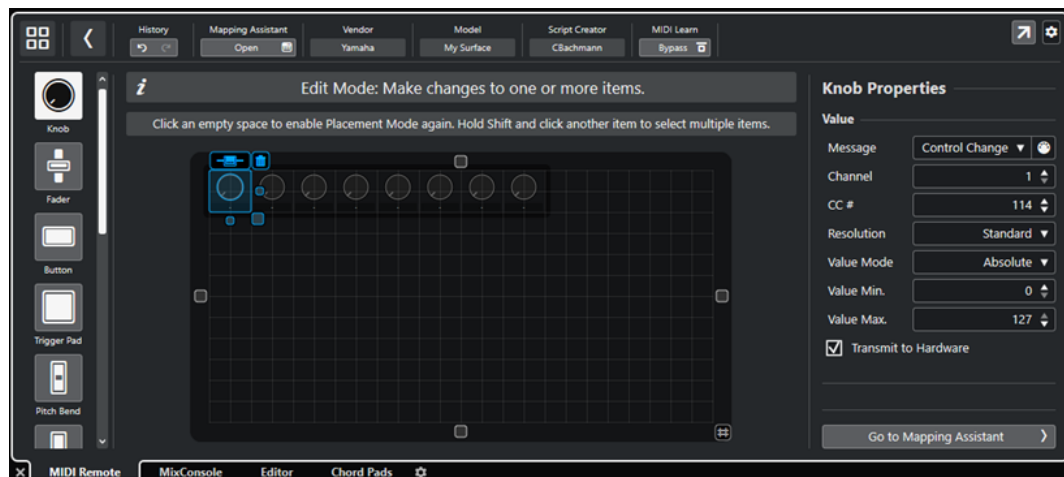 History
Mapping Assistant
Vendor
Model
Script Creator
MIDI Learn
Open
Yamaha
My Surface
CBachmann
Bypass
i
Edit Mode: Make changes to one or more items.
Click an empty space to enable Placement Mode again. Hold Shift and click another item to select multiple items.
Knob
Fader
Button
Trigger Pad
Pitch Bend
Knob Properties
Value
Message Control Change
Channel 1
CC # 114
Resolution Standard
Value Mode Absolute
Value Min. 0
Value Max. 127
Transmit to Hardware
Go to Mapping Assistant
MIDI Remote MixConsole Editor Chord Pads